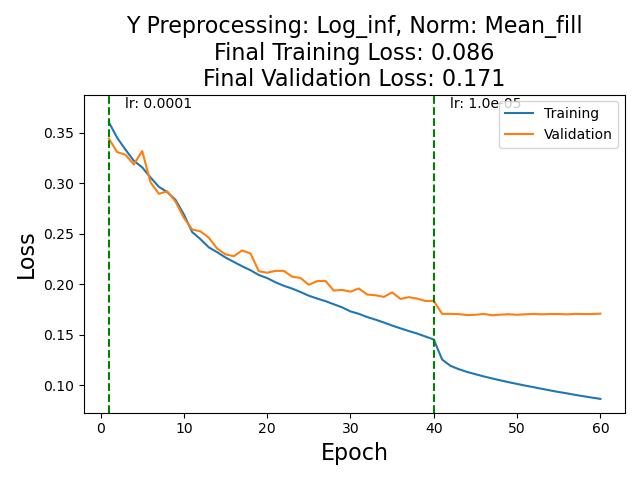 Y Preprocessing: Log_inf, Norm: Mean_fill
Final Training Loss: 0.086
Final Validation Loss: 0.171
lr: 0.0001
lr: 1.0e-05
Training
Validation
0.35
0.30
0.25
0.20
0.15
0.10
Loss
0 10 20 30 40 50 60
Epoch